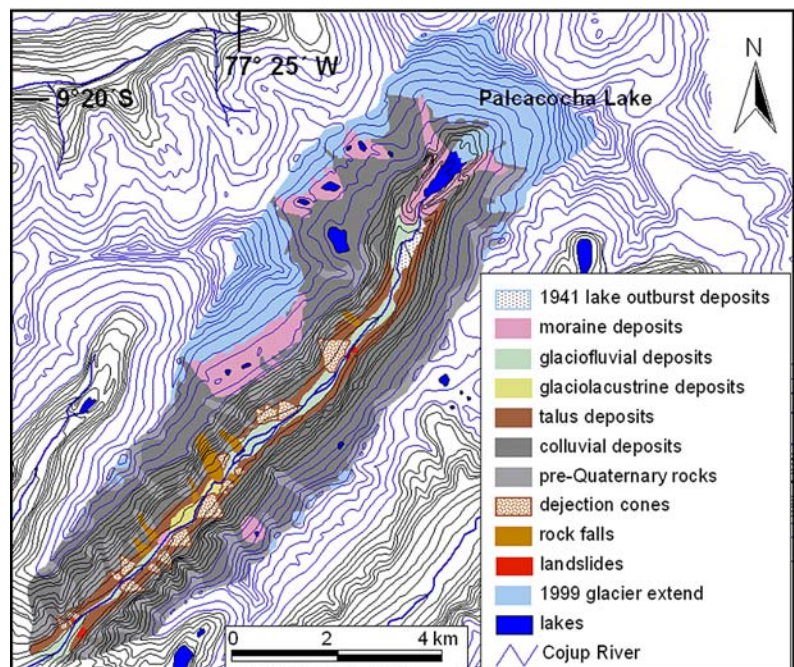 77° 25´ W
9°20´S
Palcacocha Lake
N
1941 lake outburst deposits
moraine deposits
glaciofluvial deposits
glaciolacustrine deposits
talus deposits
colluvial deposits
pre-Quaternary rocks
dejection cones
rock falls
landslides
1999 glacier extend
lakes
Cojup River
0 2 4 km